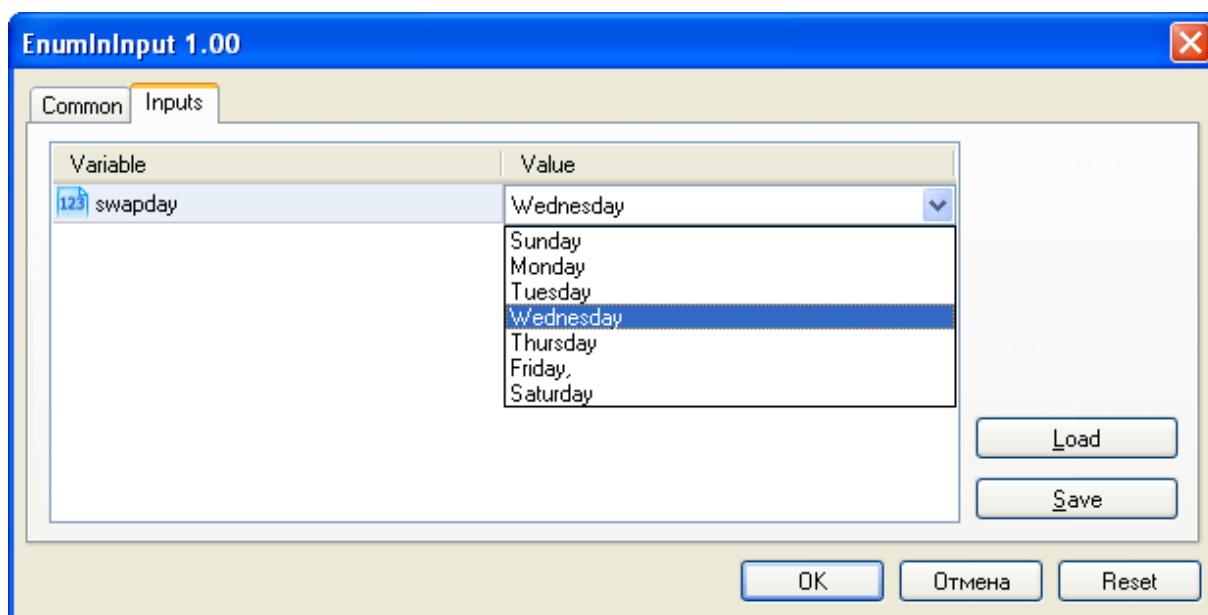 EnumInInput 1.00
Common Inputs
Variable Value
123 swapday Wednesday
Sunday
Monday
Tuesday
Wednesday
Thursday
Friday,
Saturday
Load
Save
OK Отмена Reset